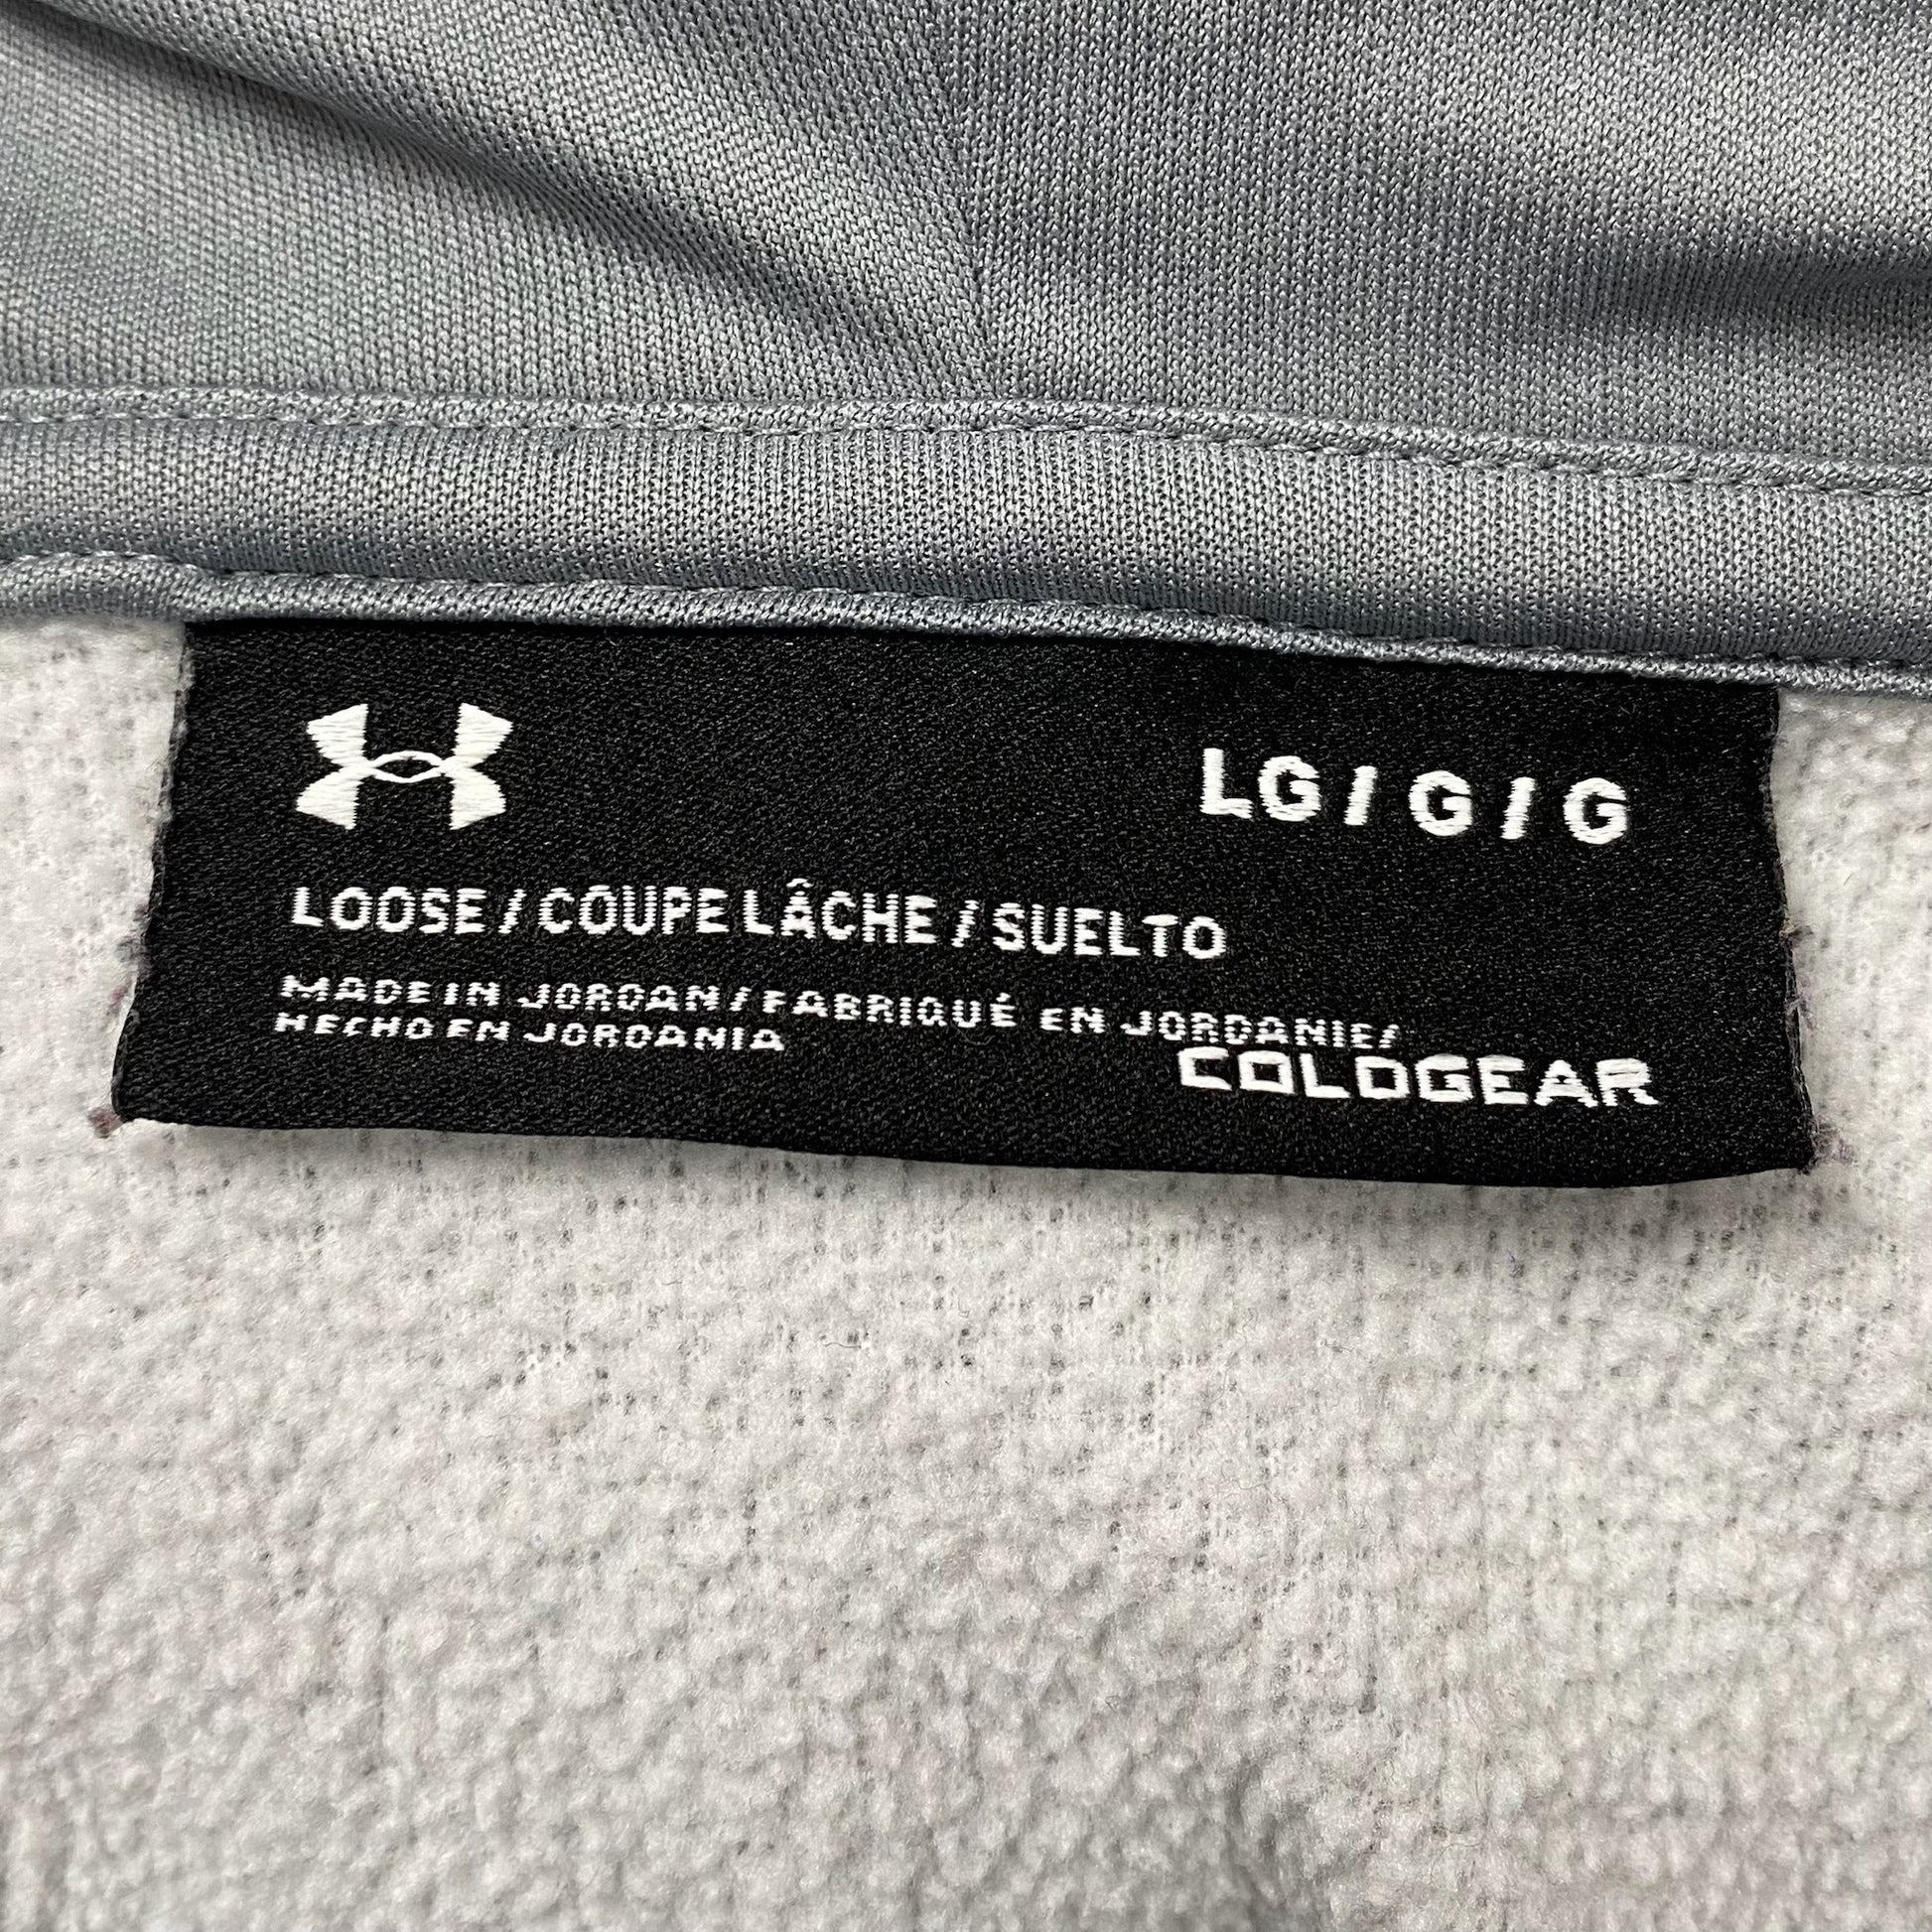 LG / G / G
LOOSE / COUPE LÂCHE / SUELTO
MADE IN JORDAN / FABRIQUÉ EN JORDANIE/
HECHO EN JORDANIA
COLDGEAR